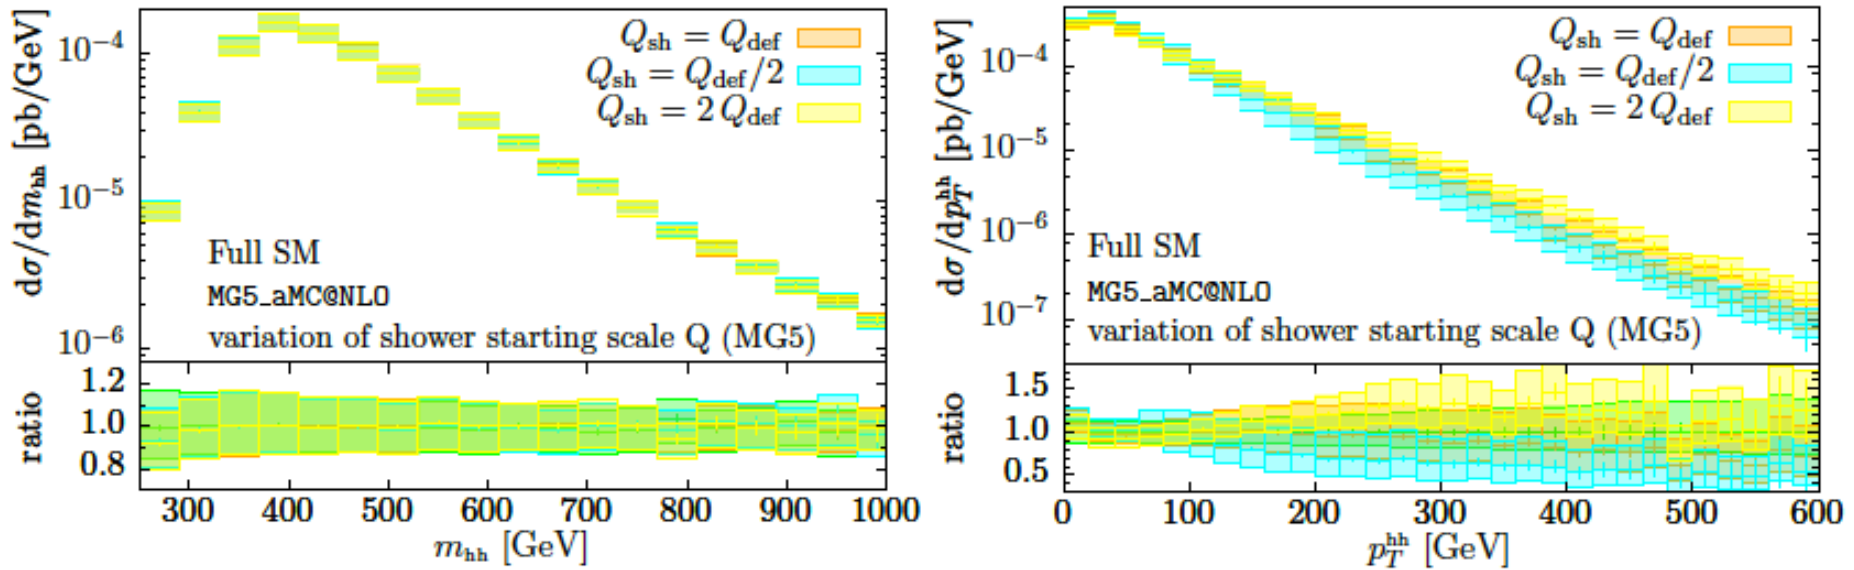 dσ/dm_hh [pb/GeV]
10⁻⁴
10⁻⁵
10⁻⁶
Q_sh = Q_def
Q_sh = Q_def/2
Q_sh = 2 Q_def
Full SM
MG5_aMC@NLO
variation of shower starting scale Q (MG5)
ratio
1.2
1.0
0.8
300 400 500 600 700 800 900 1000
m_hh [GeV]
dσ/dp_T^hh [pb/GeV]
10⁻⁴
10⁻⁵
10⁻⁶
10⁻⁷
Q_sh = Q_def
Q_sh = Q_def/2
Q_sh = 2 Q_def
Full SM
MG5_aMC@NLO
variation of shower starting scale Q (MG5)
ratio
1.5
1.0
0.5
0 100 200 300 400 500 600
p_T^hh [GeV]